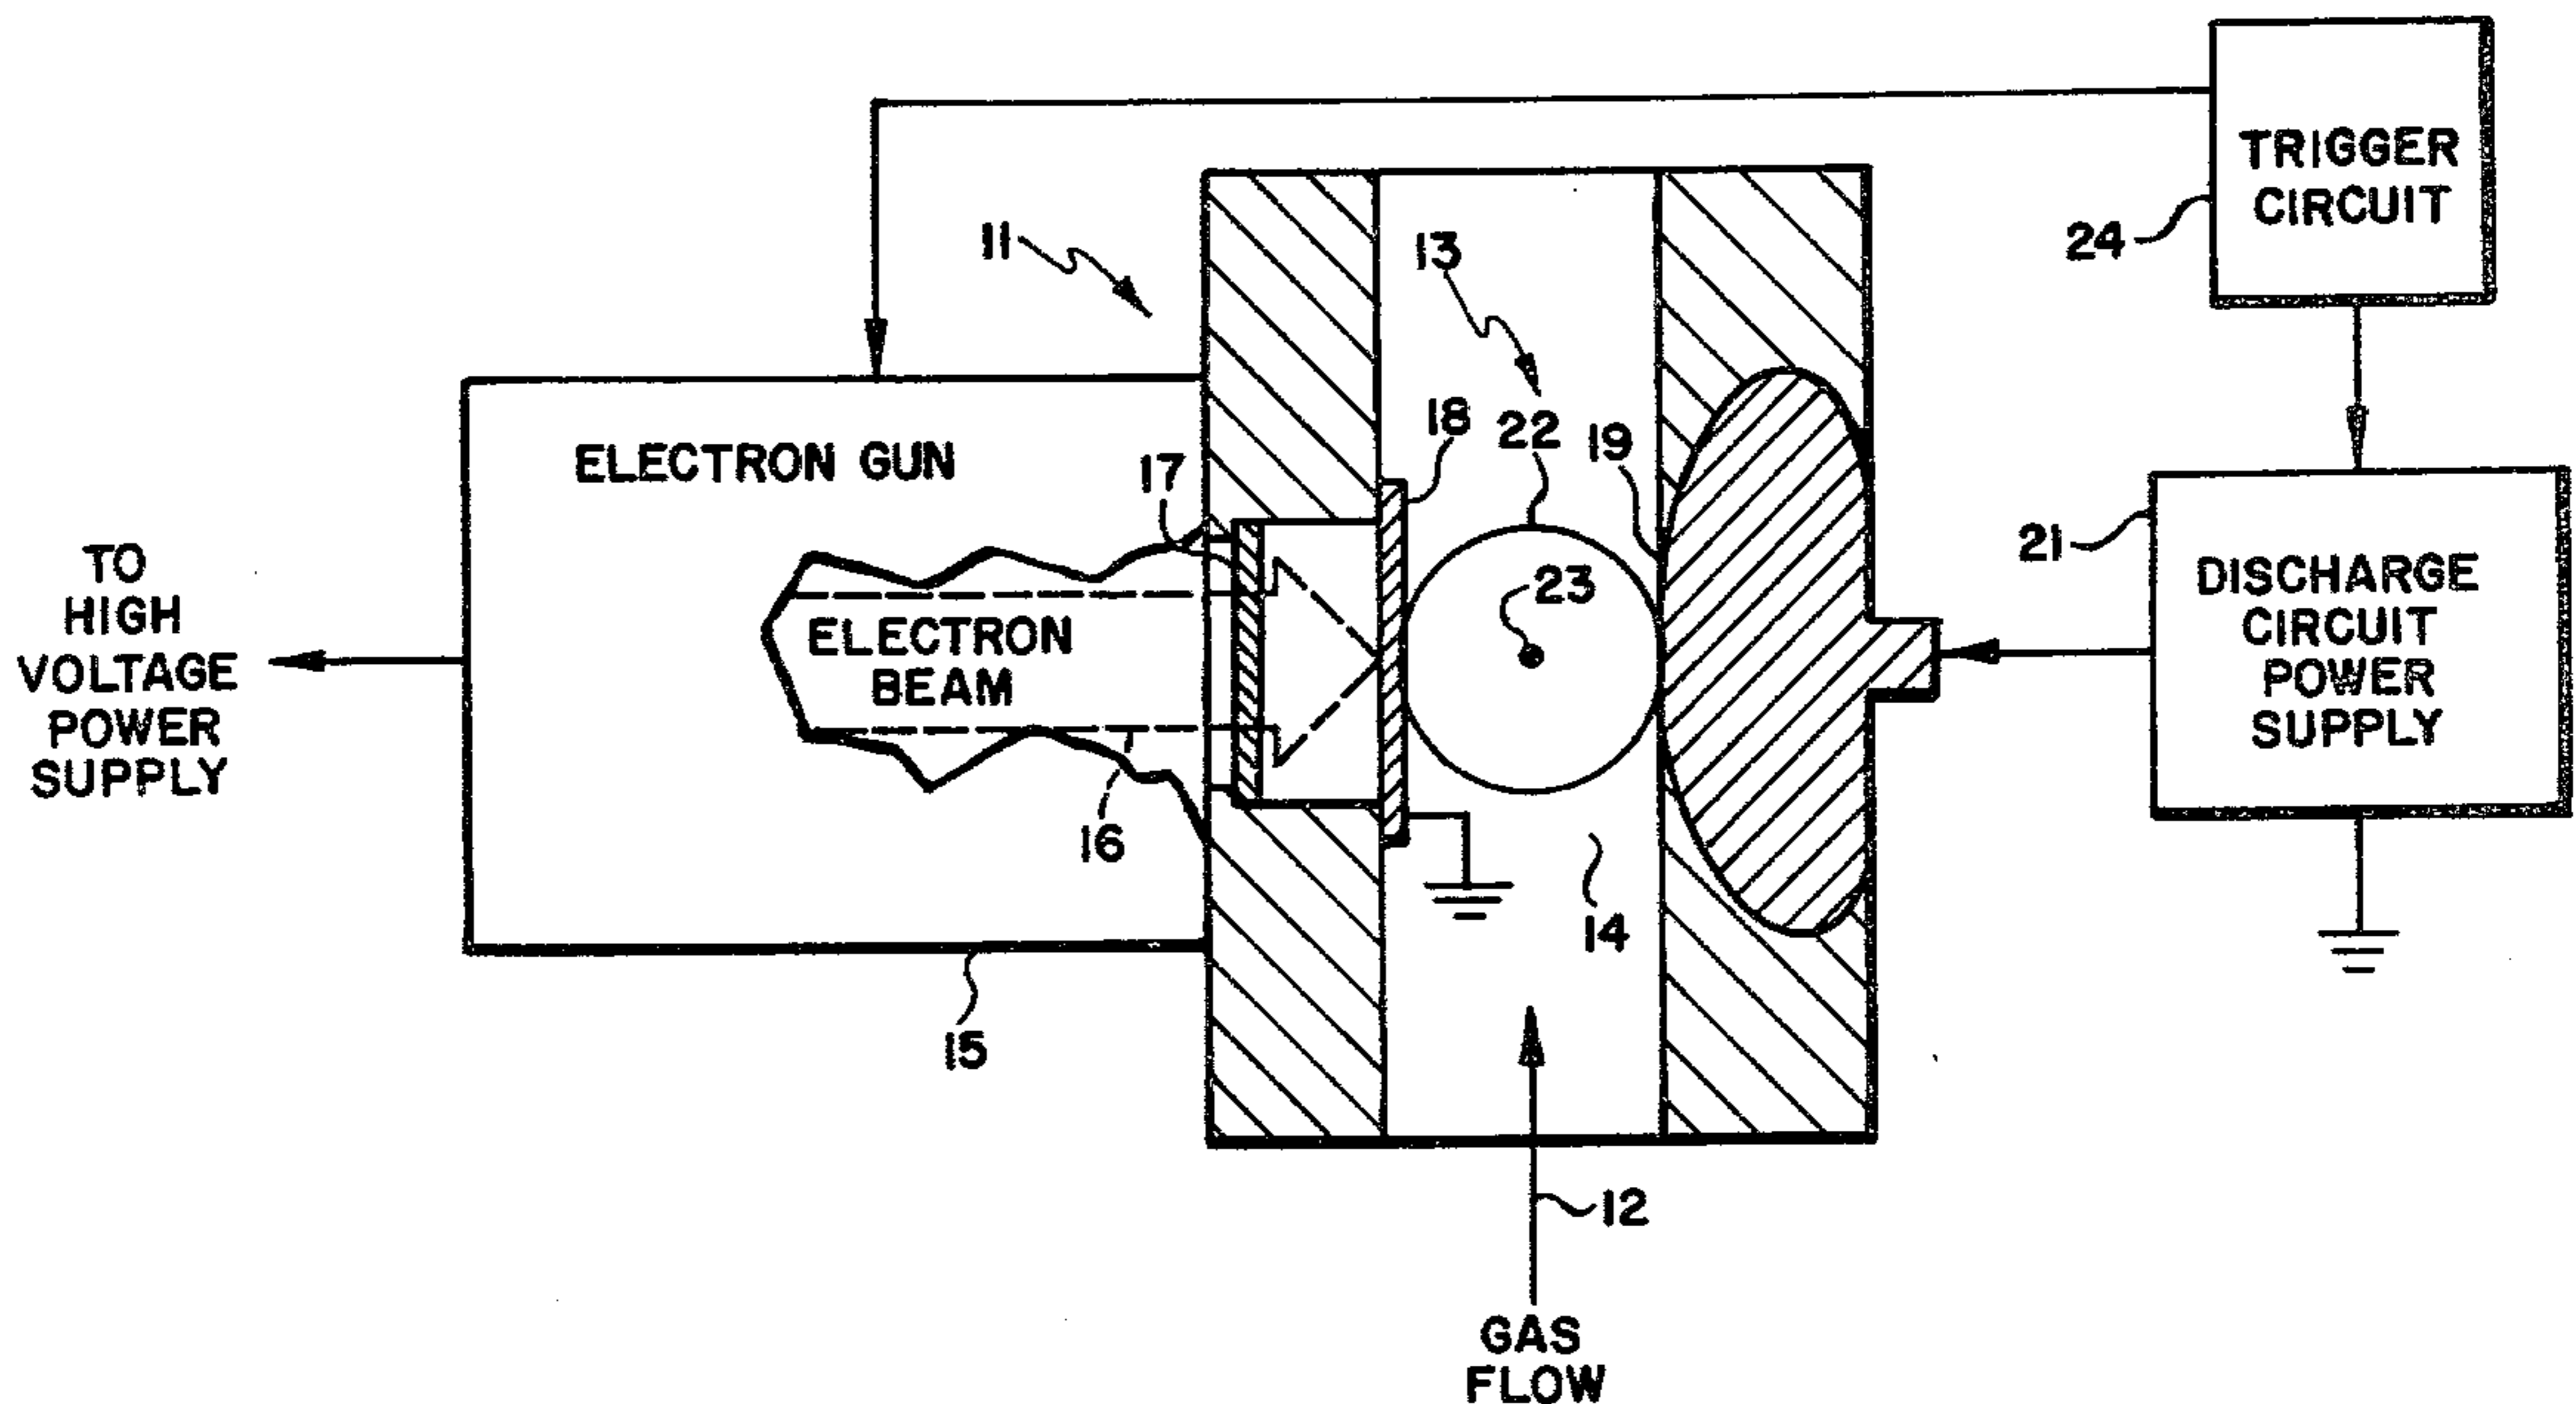 TRIGGER
CIRCUIT
24
11
13
18
22
19
17
ELECTRON GUN
21
DISCHARGE
CIRCUIT
POWER
SUPPLY
TO
HIGH
VOLTAGE
POWER
SUPPLY
ELECTRON
BEAM
23
16
14
15
12
GAS
FLOW